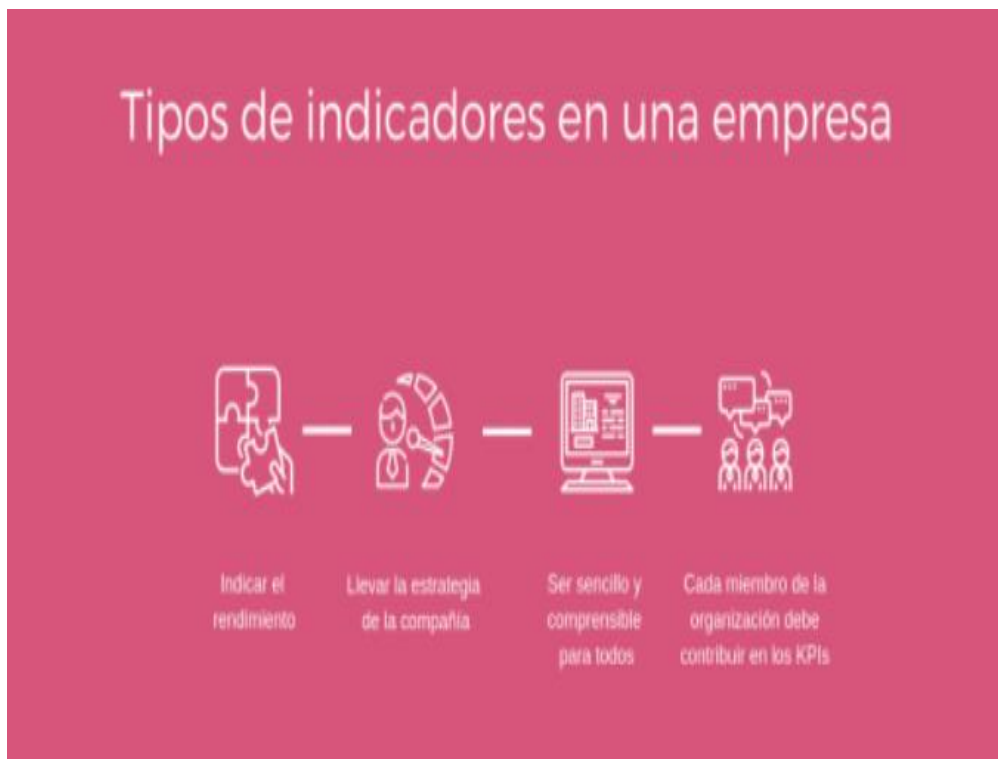 Tipos de indicadores en una empresa
Indicar el
rendimiento
Llevar la estrategia
de la compañía
Ser sencillo y
comprensible
para todos
Cada miembro de la
organización debe
contribuir en los KPIs